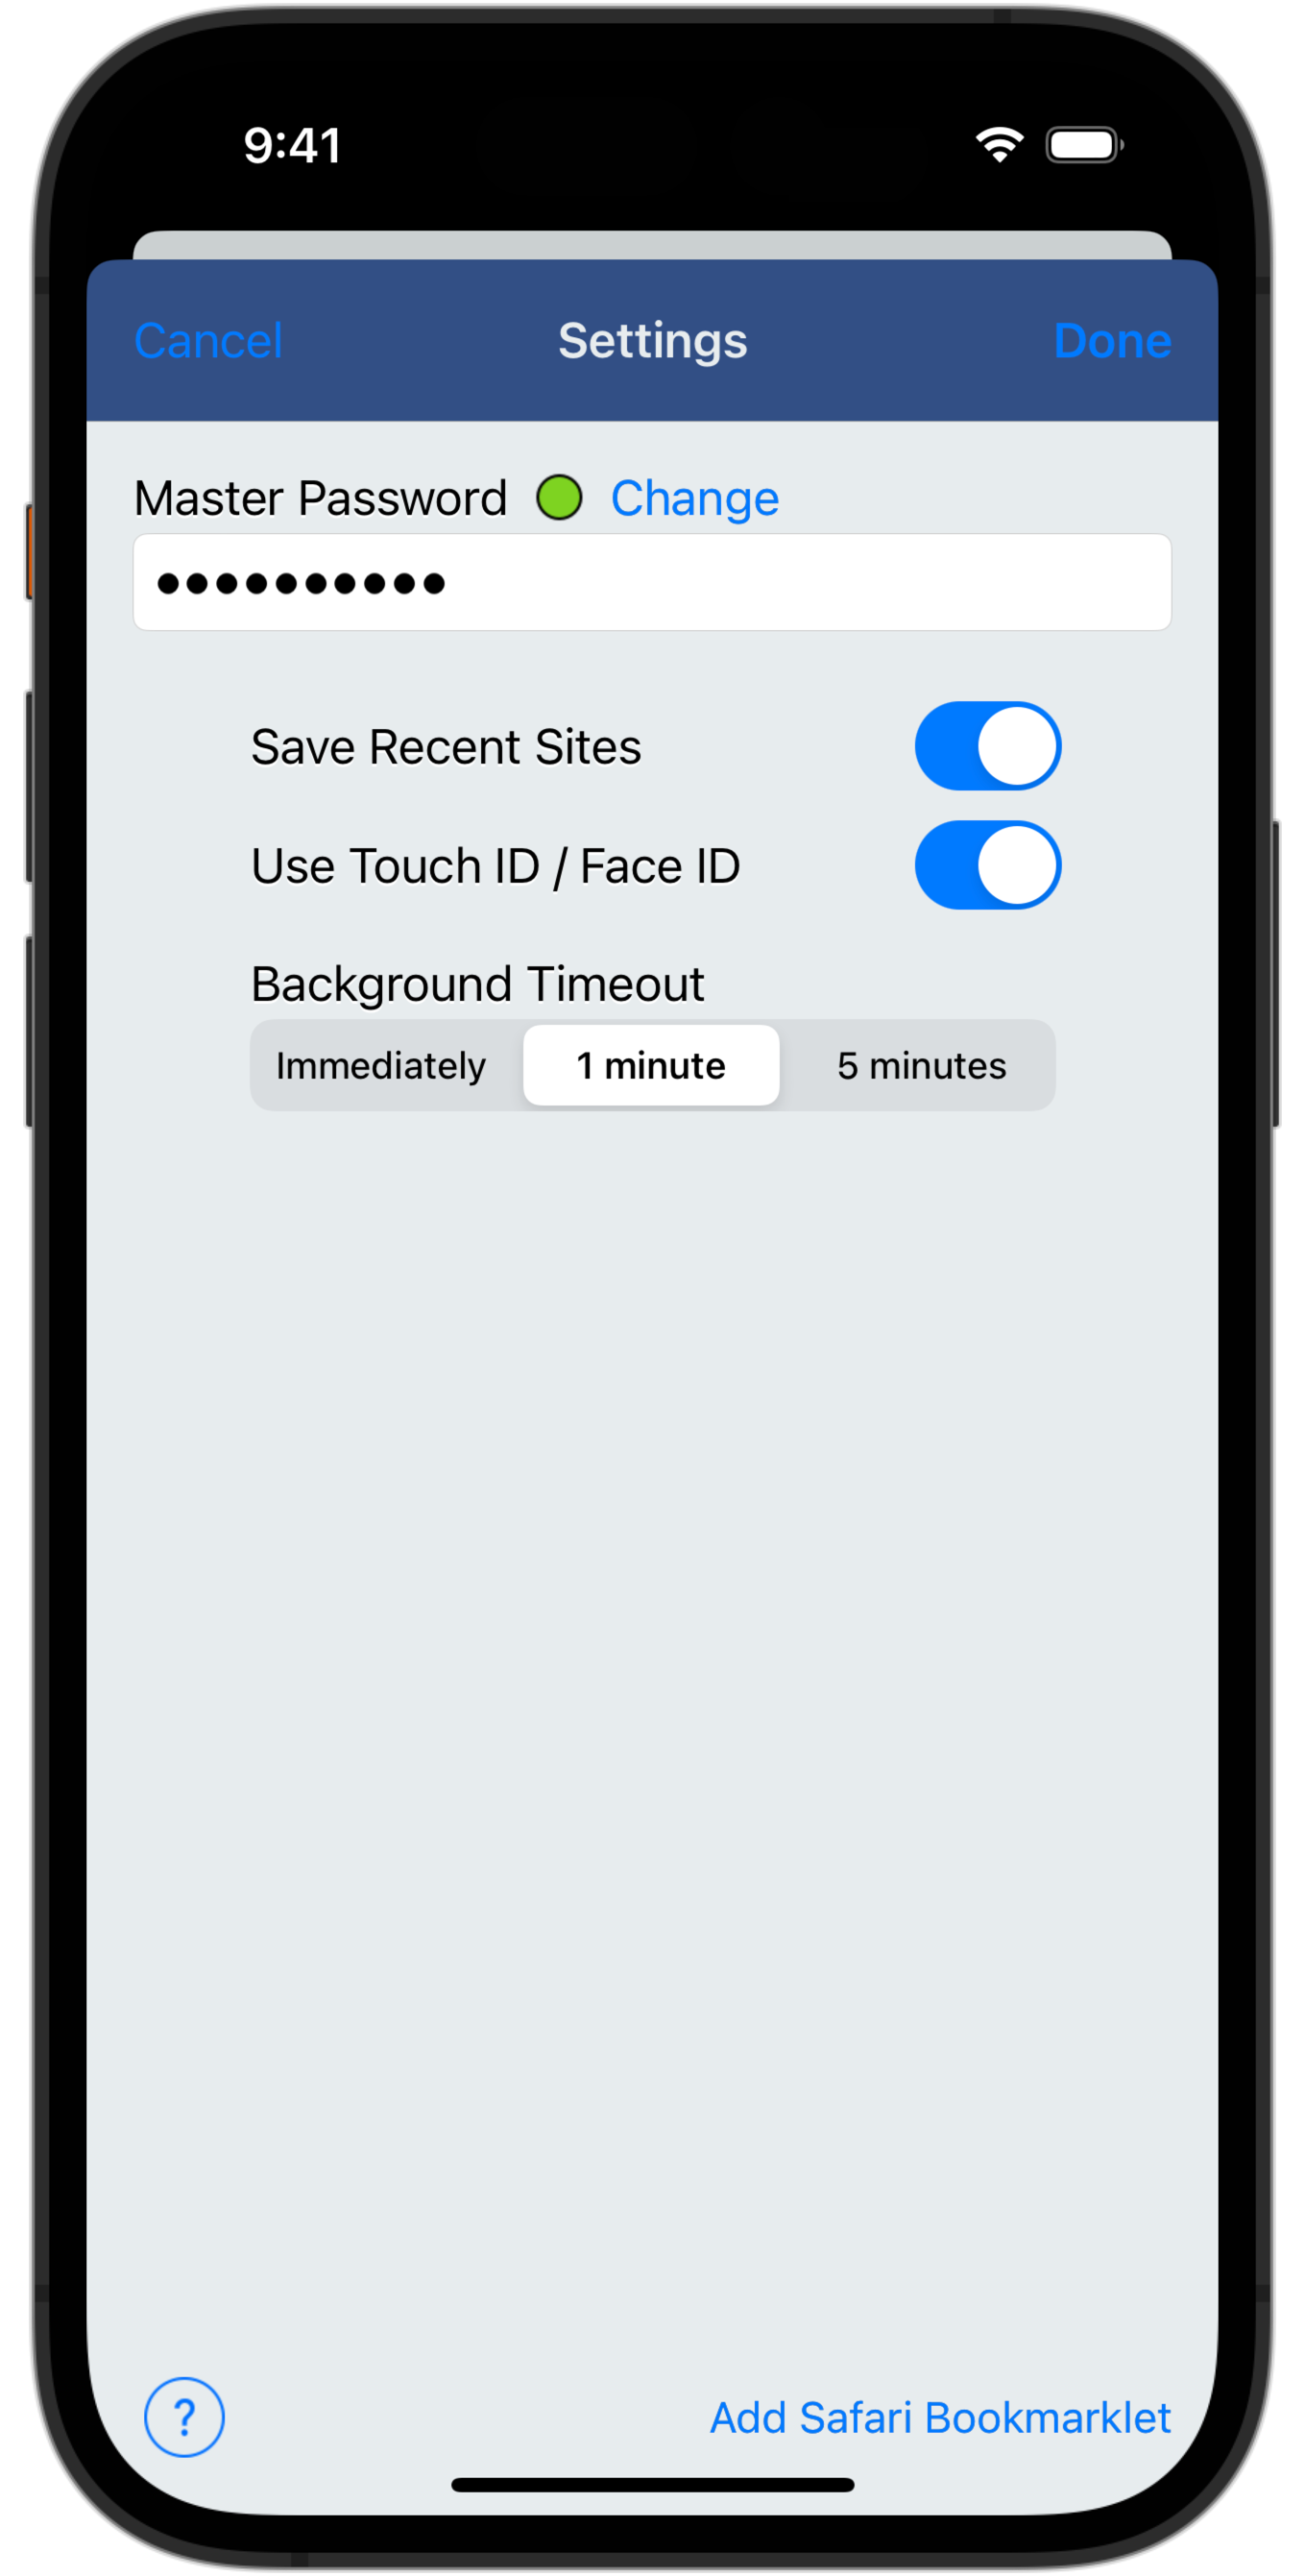 9:41
Cancel Settings Done
Master Password Change
••••••••••
Save Recent Sites
Use Touch ID / Face ID
Background Timeout
Immediately 1 minute 5 minutes
? Add Safari Bookmarklet